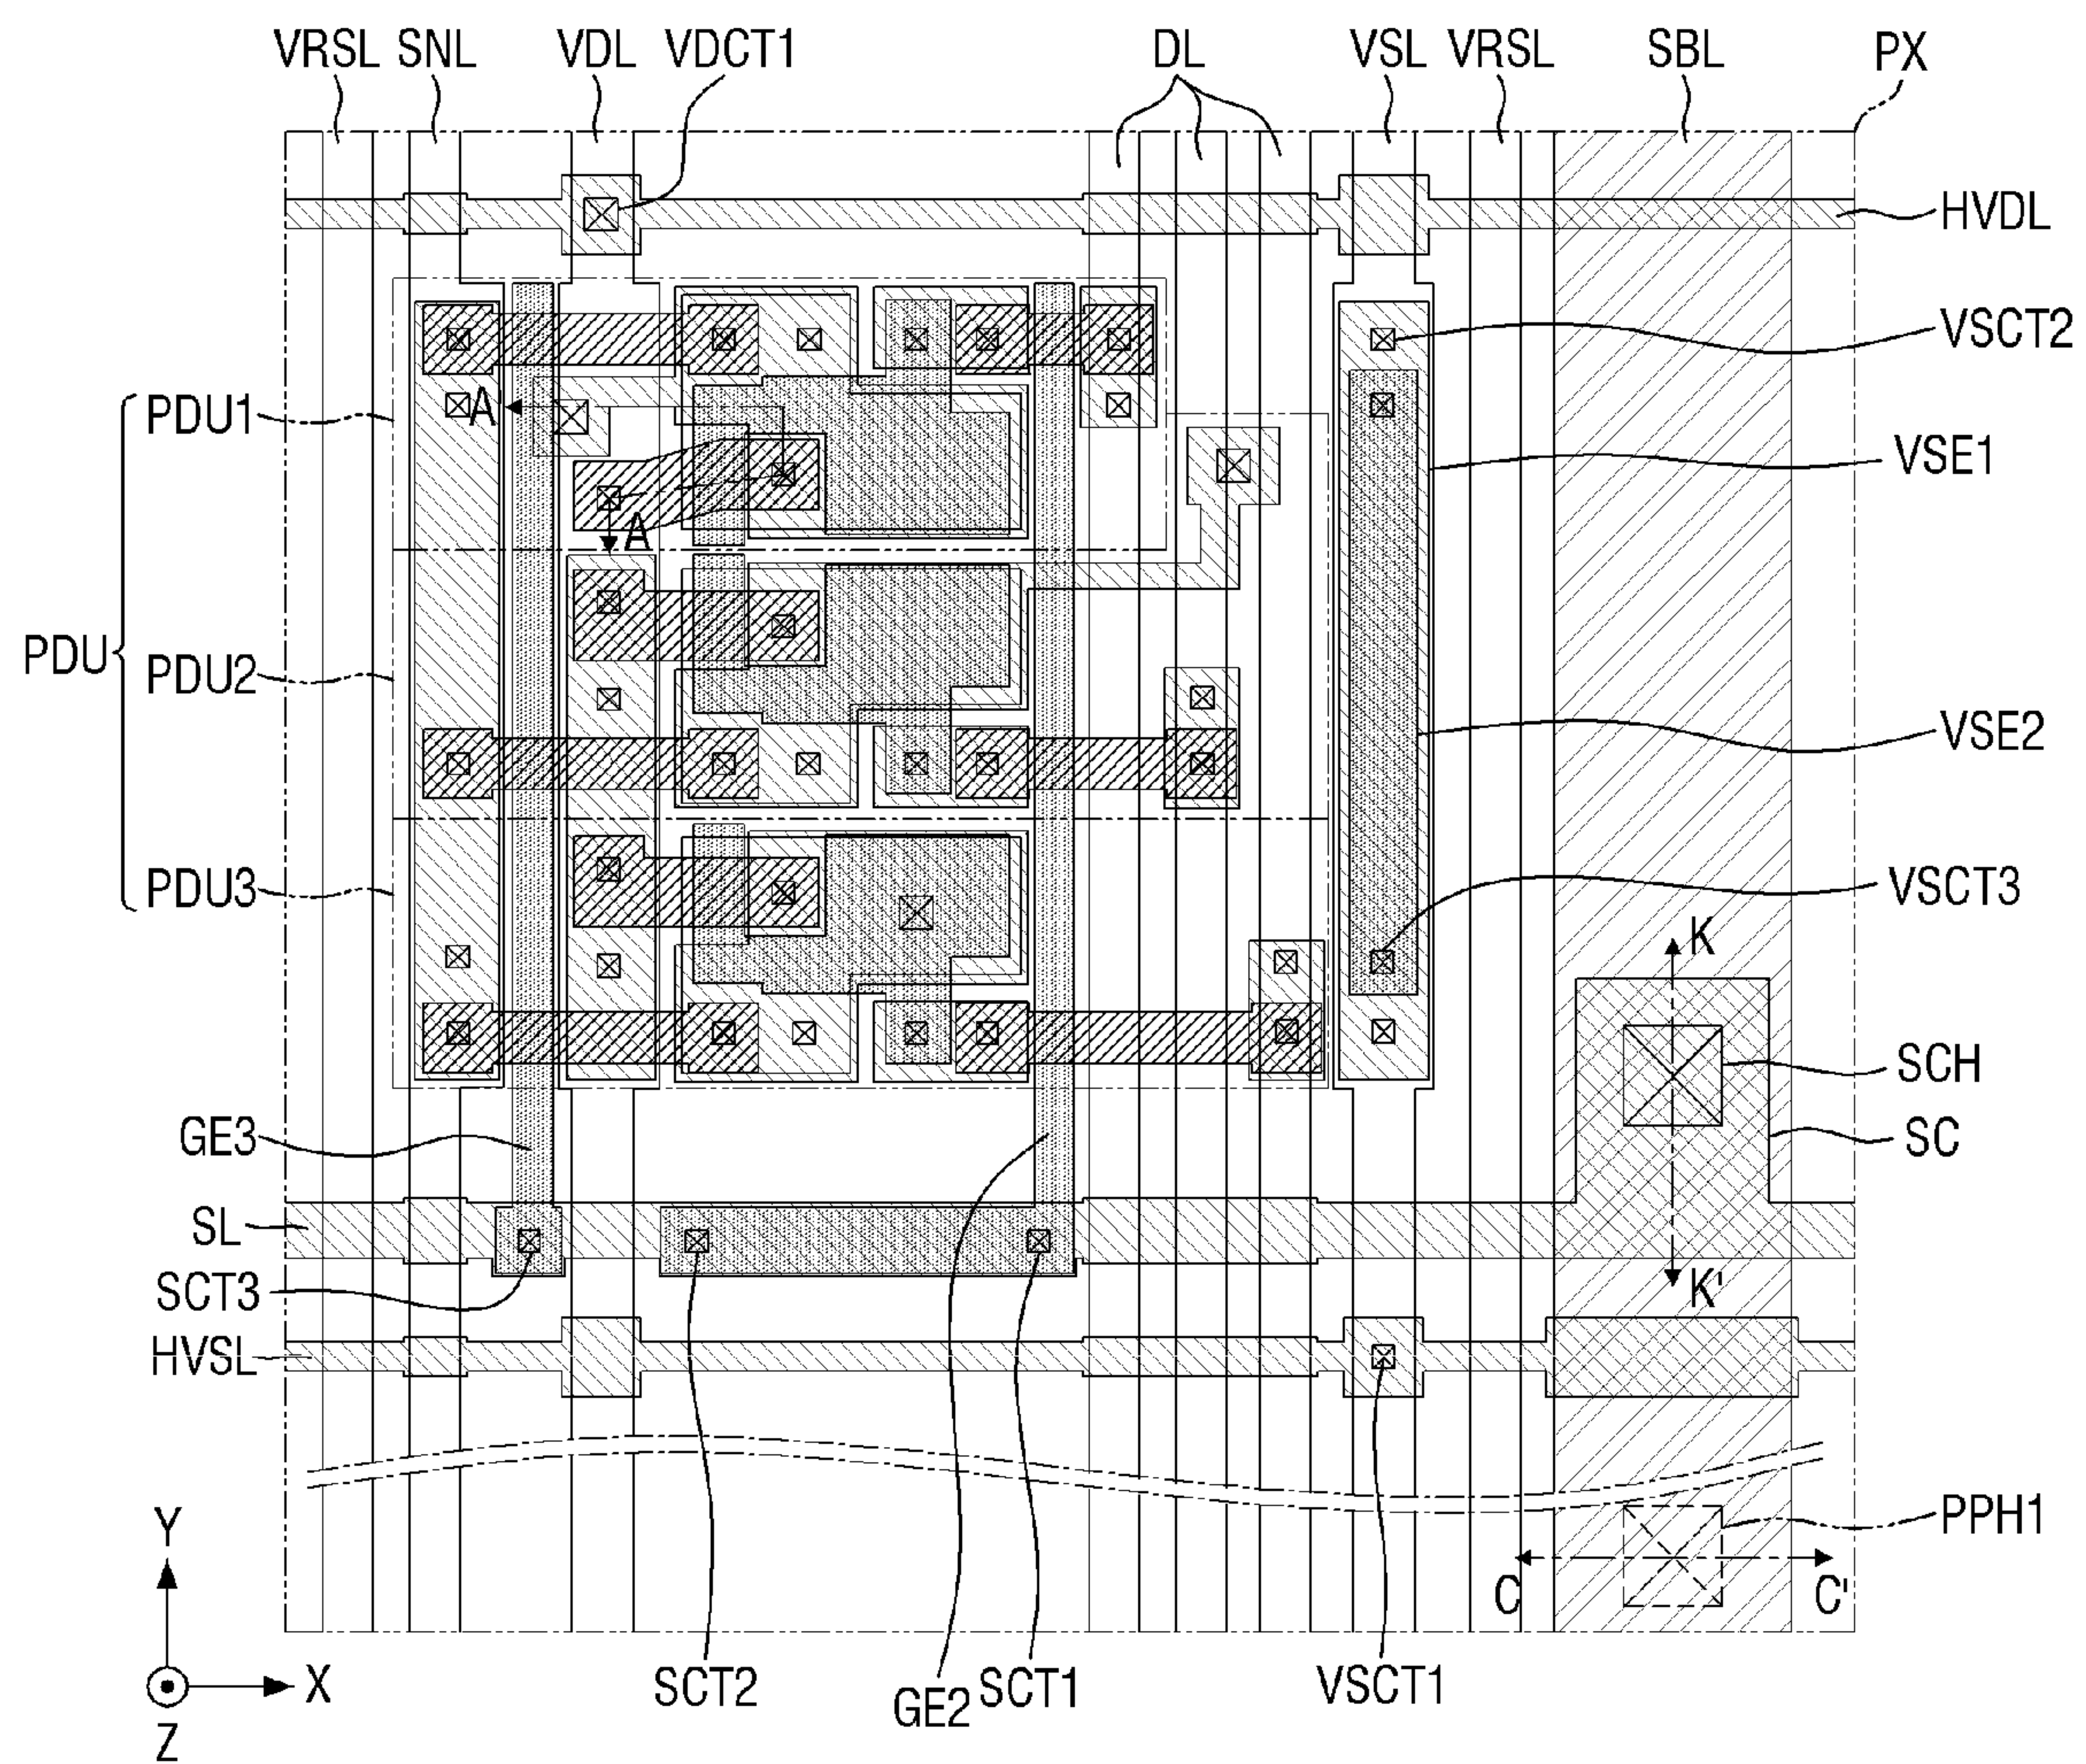 VRSL SNL VDL VDCT1 DL VSL VRSL SBL PX
HVDL
VSCT2
PDU1
A'
VSE1
A
PDU
PDU2
VSE2
PDU3
VSCT3
K
SCH
GE3
SC
SL
SCT3
K'
HVSL
PPH1
Y
C
C'
X
SCT2
GE2
SCT1
VSCT1
Z